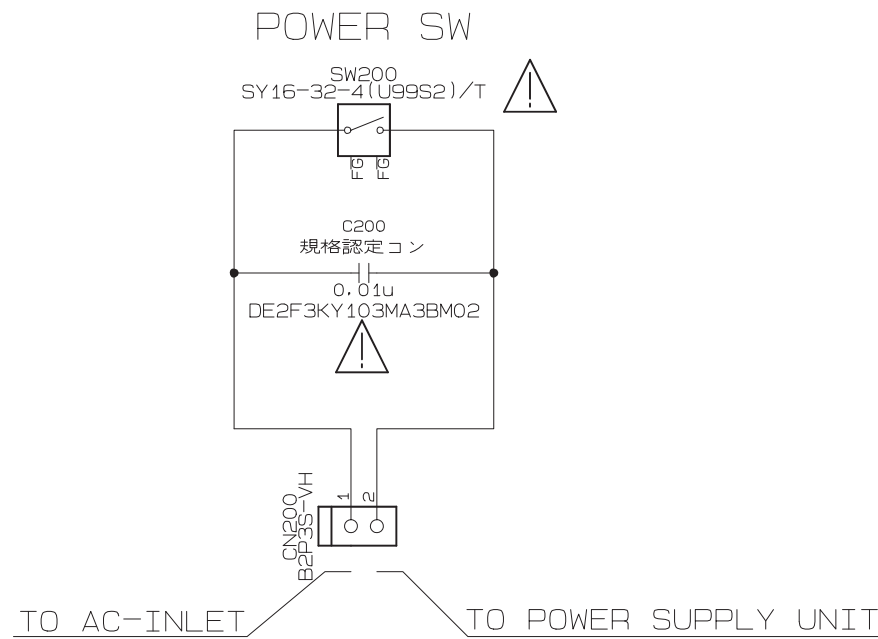 POWER SW
SW200
SY16-32-4(U99S2)/T
FG
FG
C200
規格認定コン
0.01u
DE2F3KY103MA3BM02
!
!
1
2
CN200
B2P3S-VH
TO AC-INLET
TO POWER SUPPLY UNIT